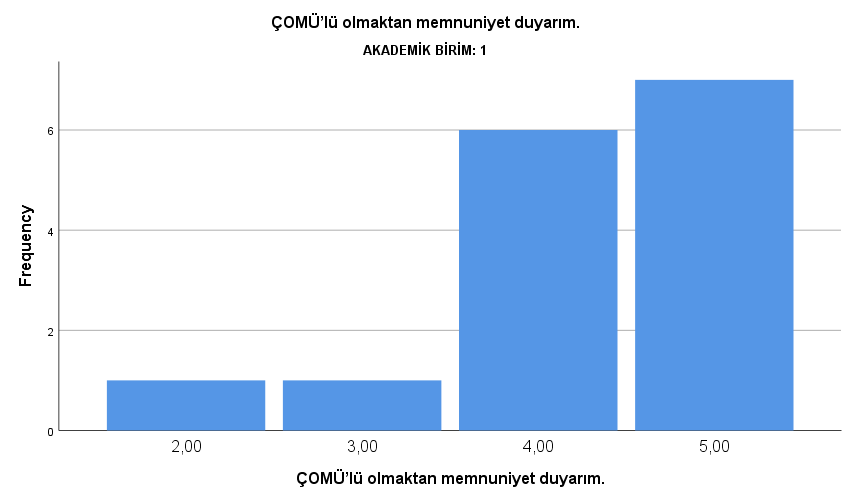 ÇOMÜ’lü olmaktan memnuniyet duyarım.
AKADEMİK BİRİM: 1
Frequency
6
4
2
0
2,00 3,00 4,00 5,00
ÇOMÜ’lü olmaktan memnuniyet duyarım.